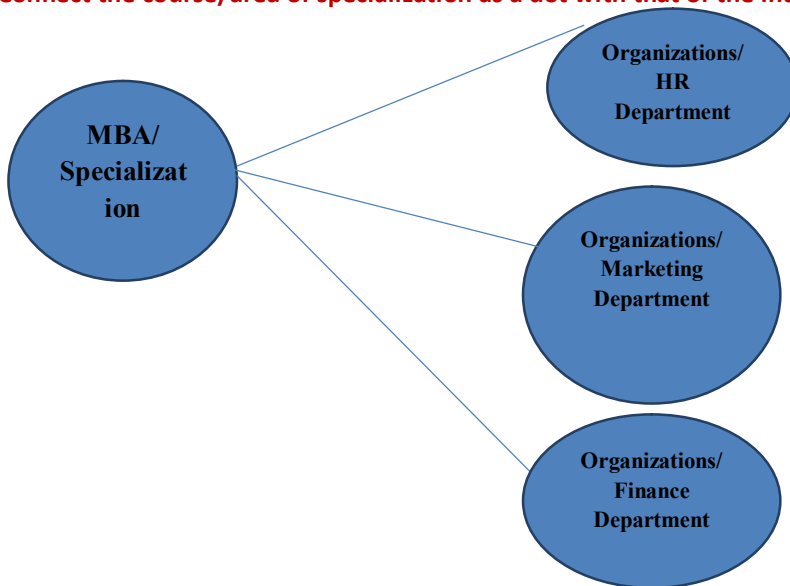 connect the course/area of specialization as a dot with that of the
Organizations/
HR
Department
MBA/
Specializat
ion
Organizations/
Marketing
Department
Organizations/
Finance
Department